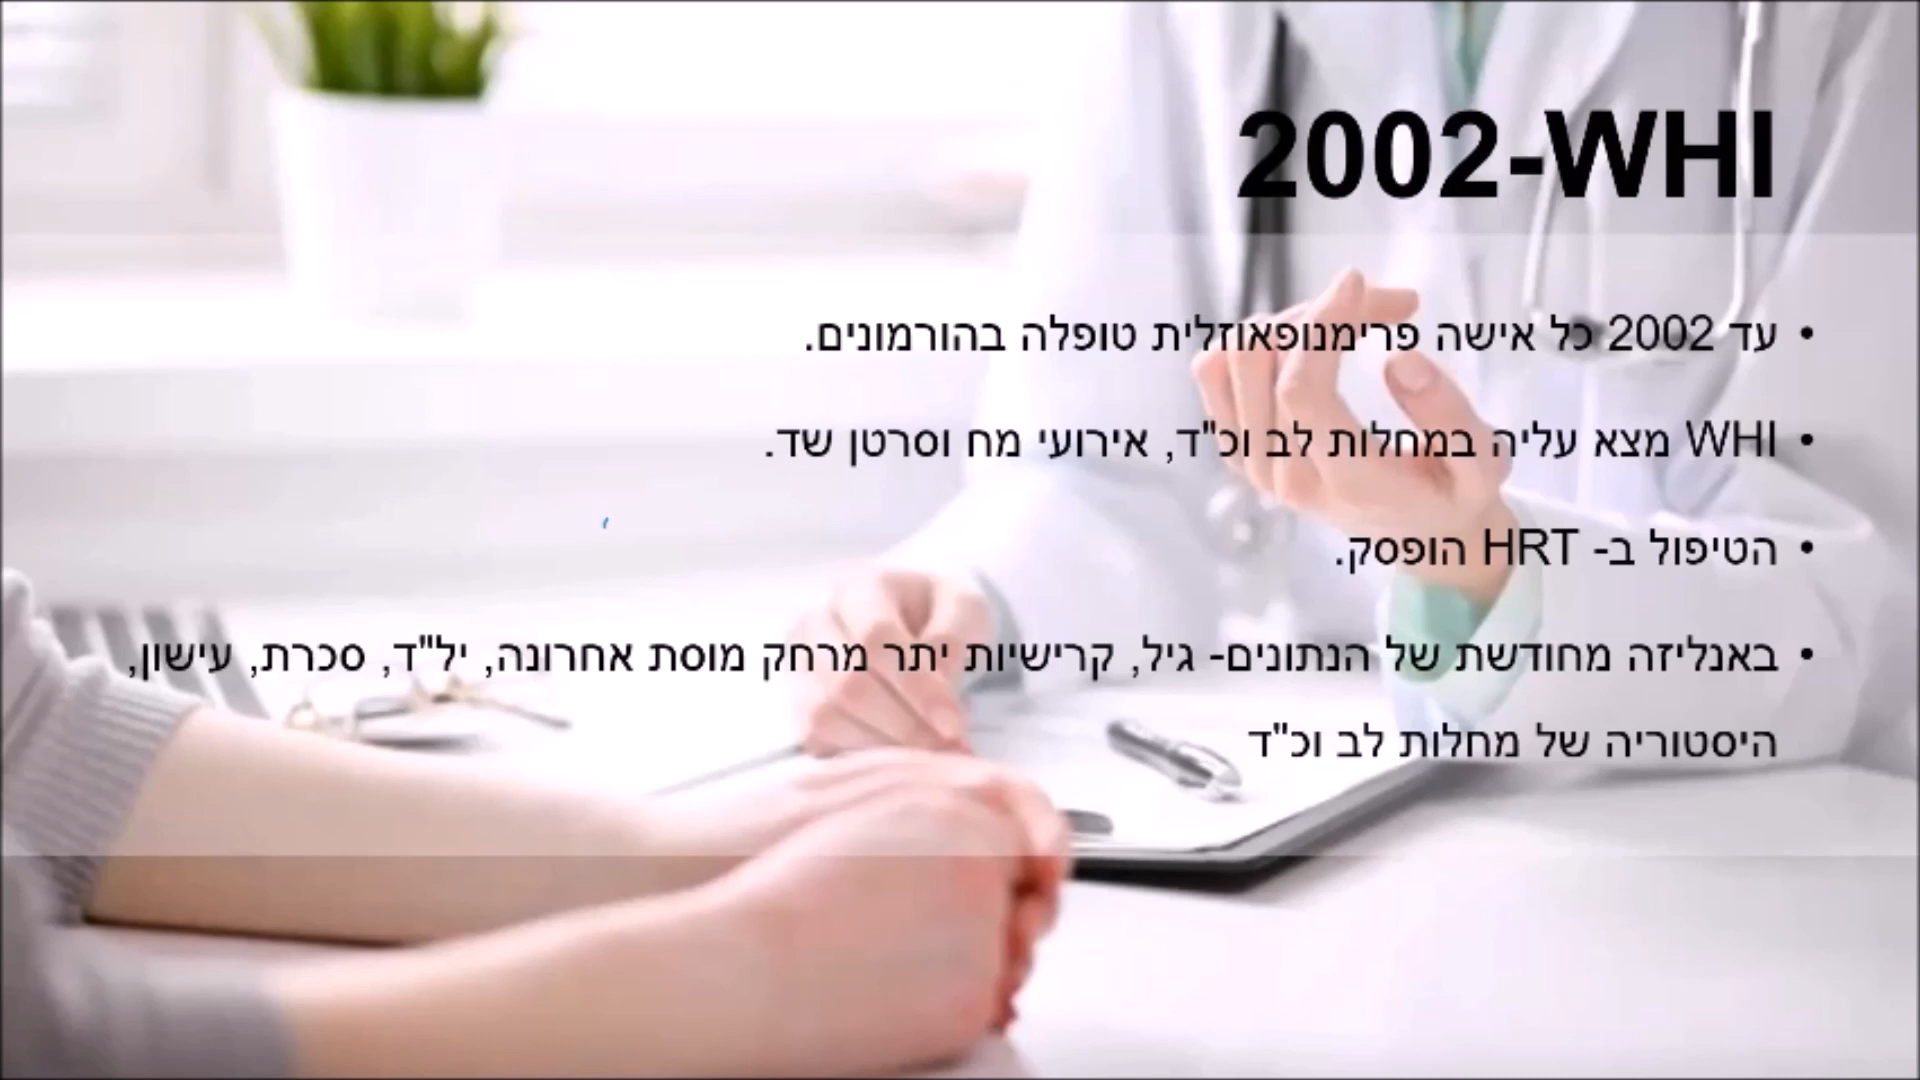 2002-WHI
• עד 2002 כל אישה פרימנופאוזלית טופלה בהורמונים.
• WHI מצא עליה במחלות לב וכ"ד, אירועי מח וסרטן שד.
• הטיפול ב- HRT הופסק.
• באנליזה מחודשת של הנתונים- גיל, קרישיות יתר מרחק מוסת אחרונה, יל"ד, סכרת, עישון,
היסטוריה של מחלות לב וכ"ד